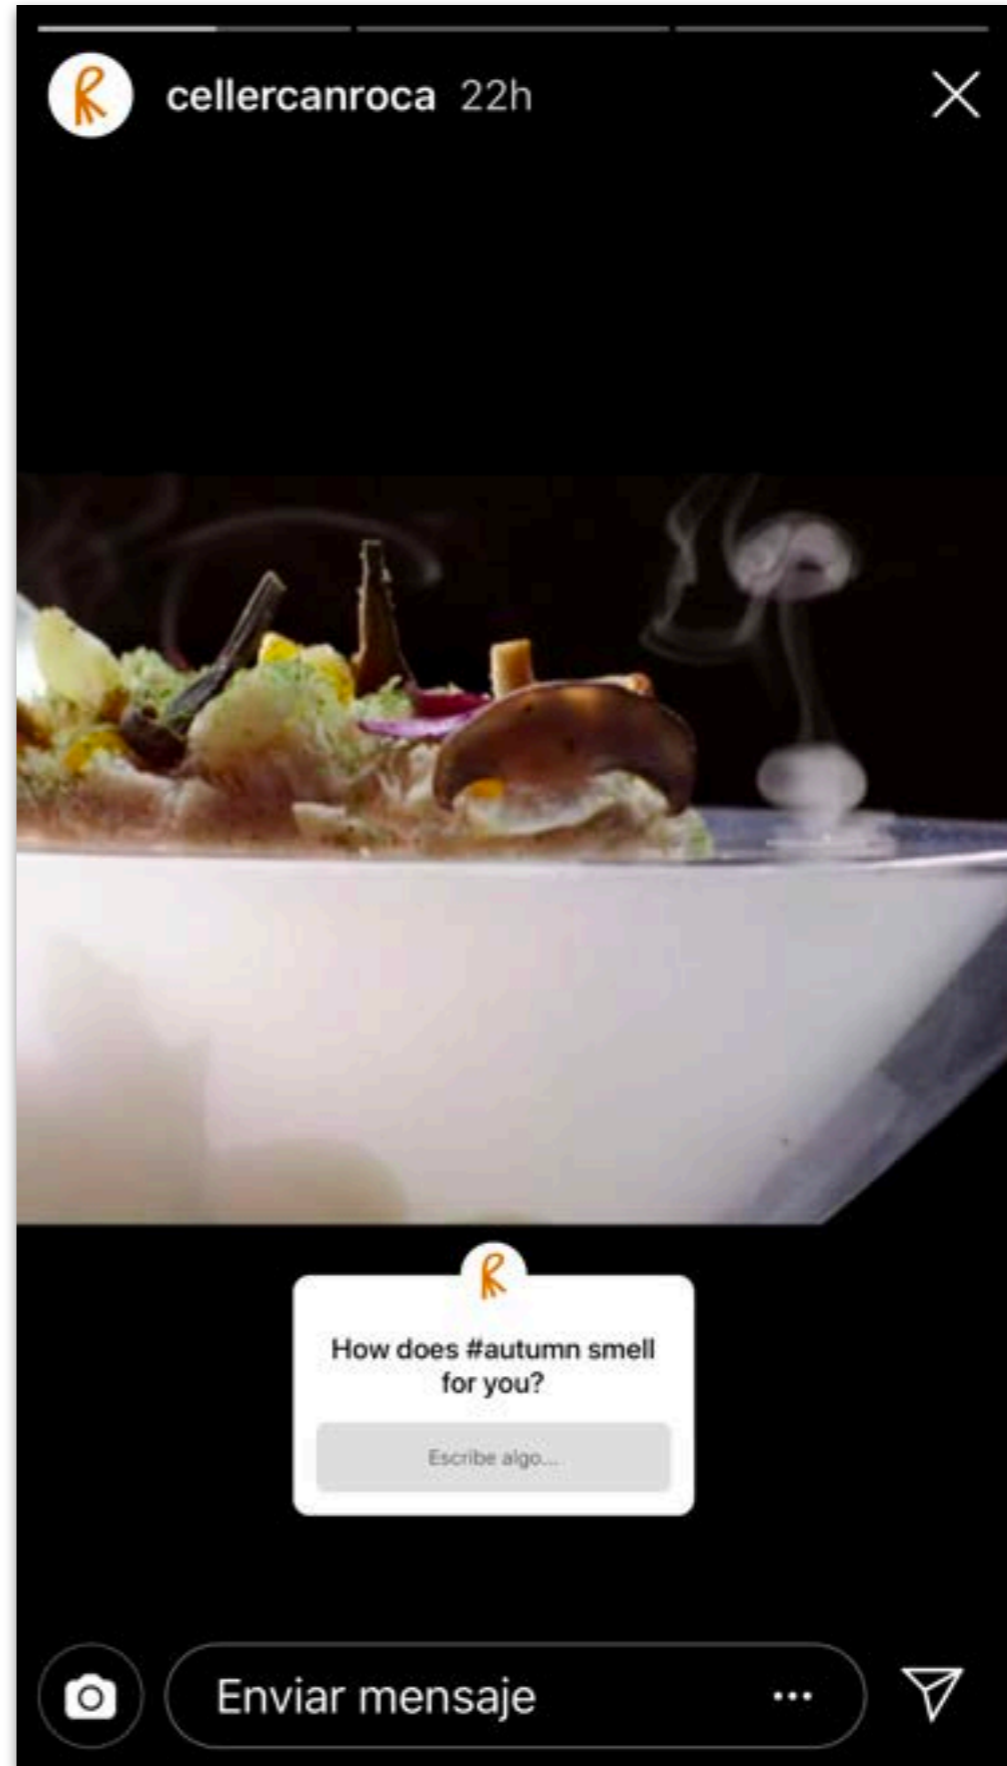 cellercanroca 22h
How does #autumn smell
for you?
Escribe algo...
Enviar mensaje